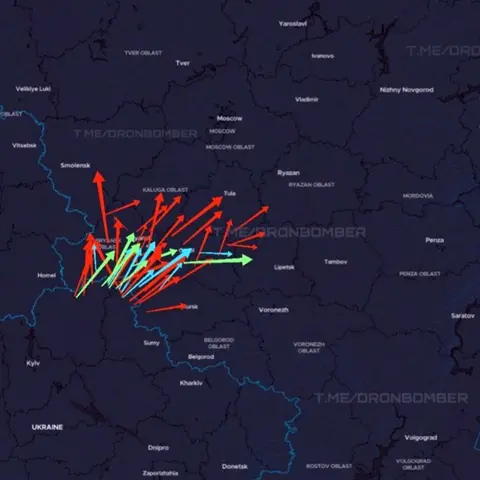 Yaroslavl
TVER OBLAST
Ivanovo
T.ME/DRONBOMBER
Tver
Velikiye Luki
Nizhny Novgorod
Vladimir
OBLAST
Moscow
T.ME/DRONBOMBER
MOSCOW
Vitsebsk
MOSCOW OBLAST
Smolensk
Ryazan
RYAZAN OBLAST
KALUGA OBLAST
Tula
MORDOVIA
T.ME/DRONBOMBER
BRYANSK
OBLAST
Penza
Tambov
Lipetsk
Homel
PENZA OBLAST
ursk
Voronezh
Saratov
Sumy
BELGOROD
OBLAST
VORONEZH
OBLAST
Belgorod
Kyiv
Kharkiv
T.ME/DRONBOMBER
UKRAINE
Volgograd
Dnipro
Donetsk
ROSTOV OBLAST
VOLGOGRAD
OBLAST
Zaporizhzhia